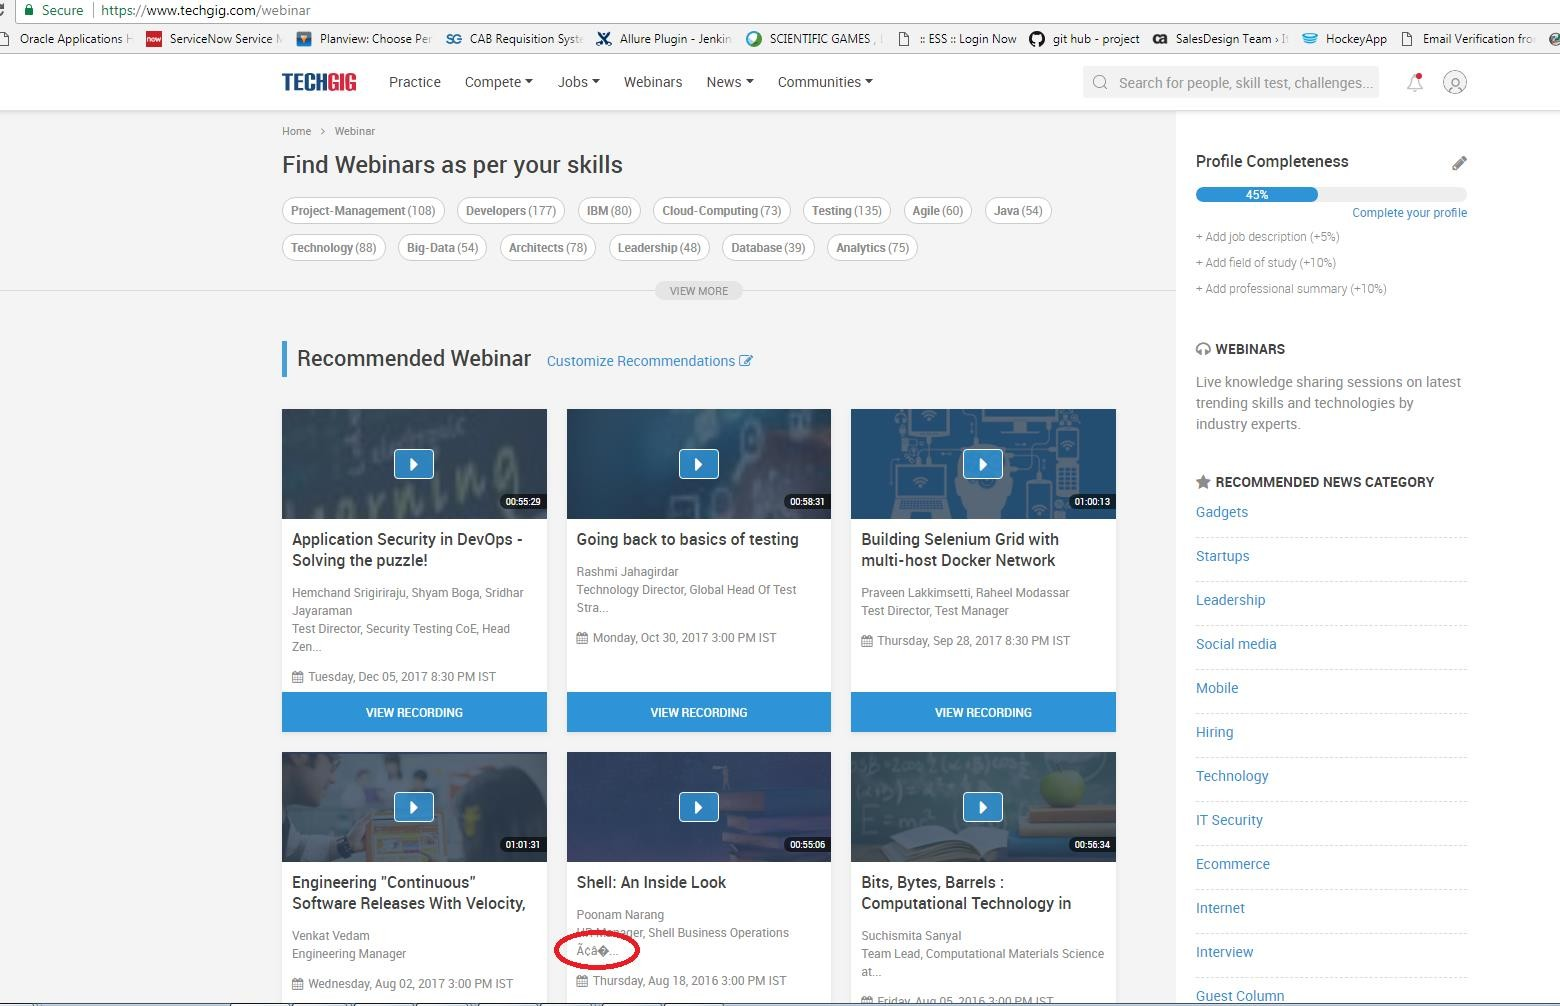 Secure https://www.techgig.com/webinar
Oracle Applications ServiceNow Service Planview: Choose CAB Requisition Allure Plugin - SCIENTIFIC GAMES , :: ESS :: Login Now git hub - project SalesDesign Team › HockeyApp Email Verification
TECHGIG Practice Compete Jobs Webinars News Communities Search for people, skill test, challenges...
Home > Webinar
Find Webinars as per your skills
Project-Management (108) Developers (177) IBM (80) Cloud-Computing (73) Testing (135) Agile (60) Java (54)
Technology (88) Big-Data (54) Architects (78) Leadership (48) Database (39) Analytics (75)
VIEW MORE
Recommended Webinar Customize Recommendations
00:55:29
Application Security in DevOps -
Solving the puzzle!
Hemchand Srigiriraju, Shyam Boga, Sridhar
Jayaraman
Test Director, Security Testing CoE, Head
Zen...
Tuesday, Dec 05, 2017 8:30 PM IST
VIEW RECORDING
00:58:31
Going back to basics of testing
Rashmi Jahagirdar
Technology Director, Global Head Of Test
Stra...
Monday, Oct 30, 2017 3:00 PM IST
VIEW RECORDING
01:00:13
Building Selenium Grid with
multi-host Docker Network
Praveen Lakkimsetti, Raheel Modassar
Test Director, Test Manager
Thursday, Sep 28, 2017 8:30 PM IST
VIEW RECORDING
01:01:31
Engineering "Continuous"
Software Releases With Velocity,
Venkat Vedam
Engineering Manager
Wednesday, Aug 02, 2017 3:00 PM IST
00:55:06
Shell: An Inside Look
Poonam Narang
HR Manager, Shell Business Operations
Ã¢â�...
Thursday, Aug 18, 2016 3:00 PM IST
00:56:34
Bits, Bytes, Barrels :
Computational Technology in
Suchismita Sanyal
Team Lead, Computational Materials Science
at...
Friday, Aug 05, 2016 3:00 PM IST
Profile Completeness
45%
Complete your profile
+ Add job description (+5%)
+ Add field of study (+10%)
+ Add professional summary (+10%)
WEBINARS
Live knowledge sharing sessions on latest
trending skills and technologies by
industry experts.
RECOMMENDED NEWS CATEGORY
Gadgets
Startups
Leadership
Social media
Mobile
Hiring
Technology
IT Security
Ecommerce
Internet
Interview
Guest Column